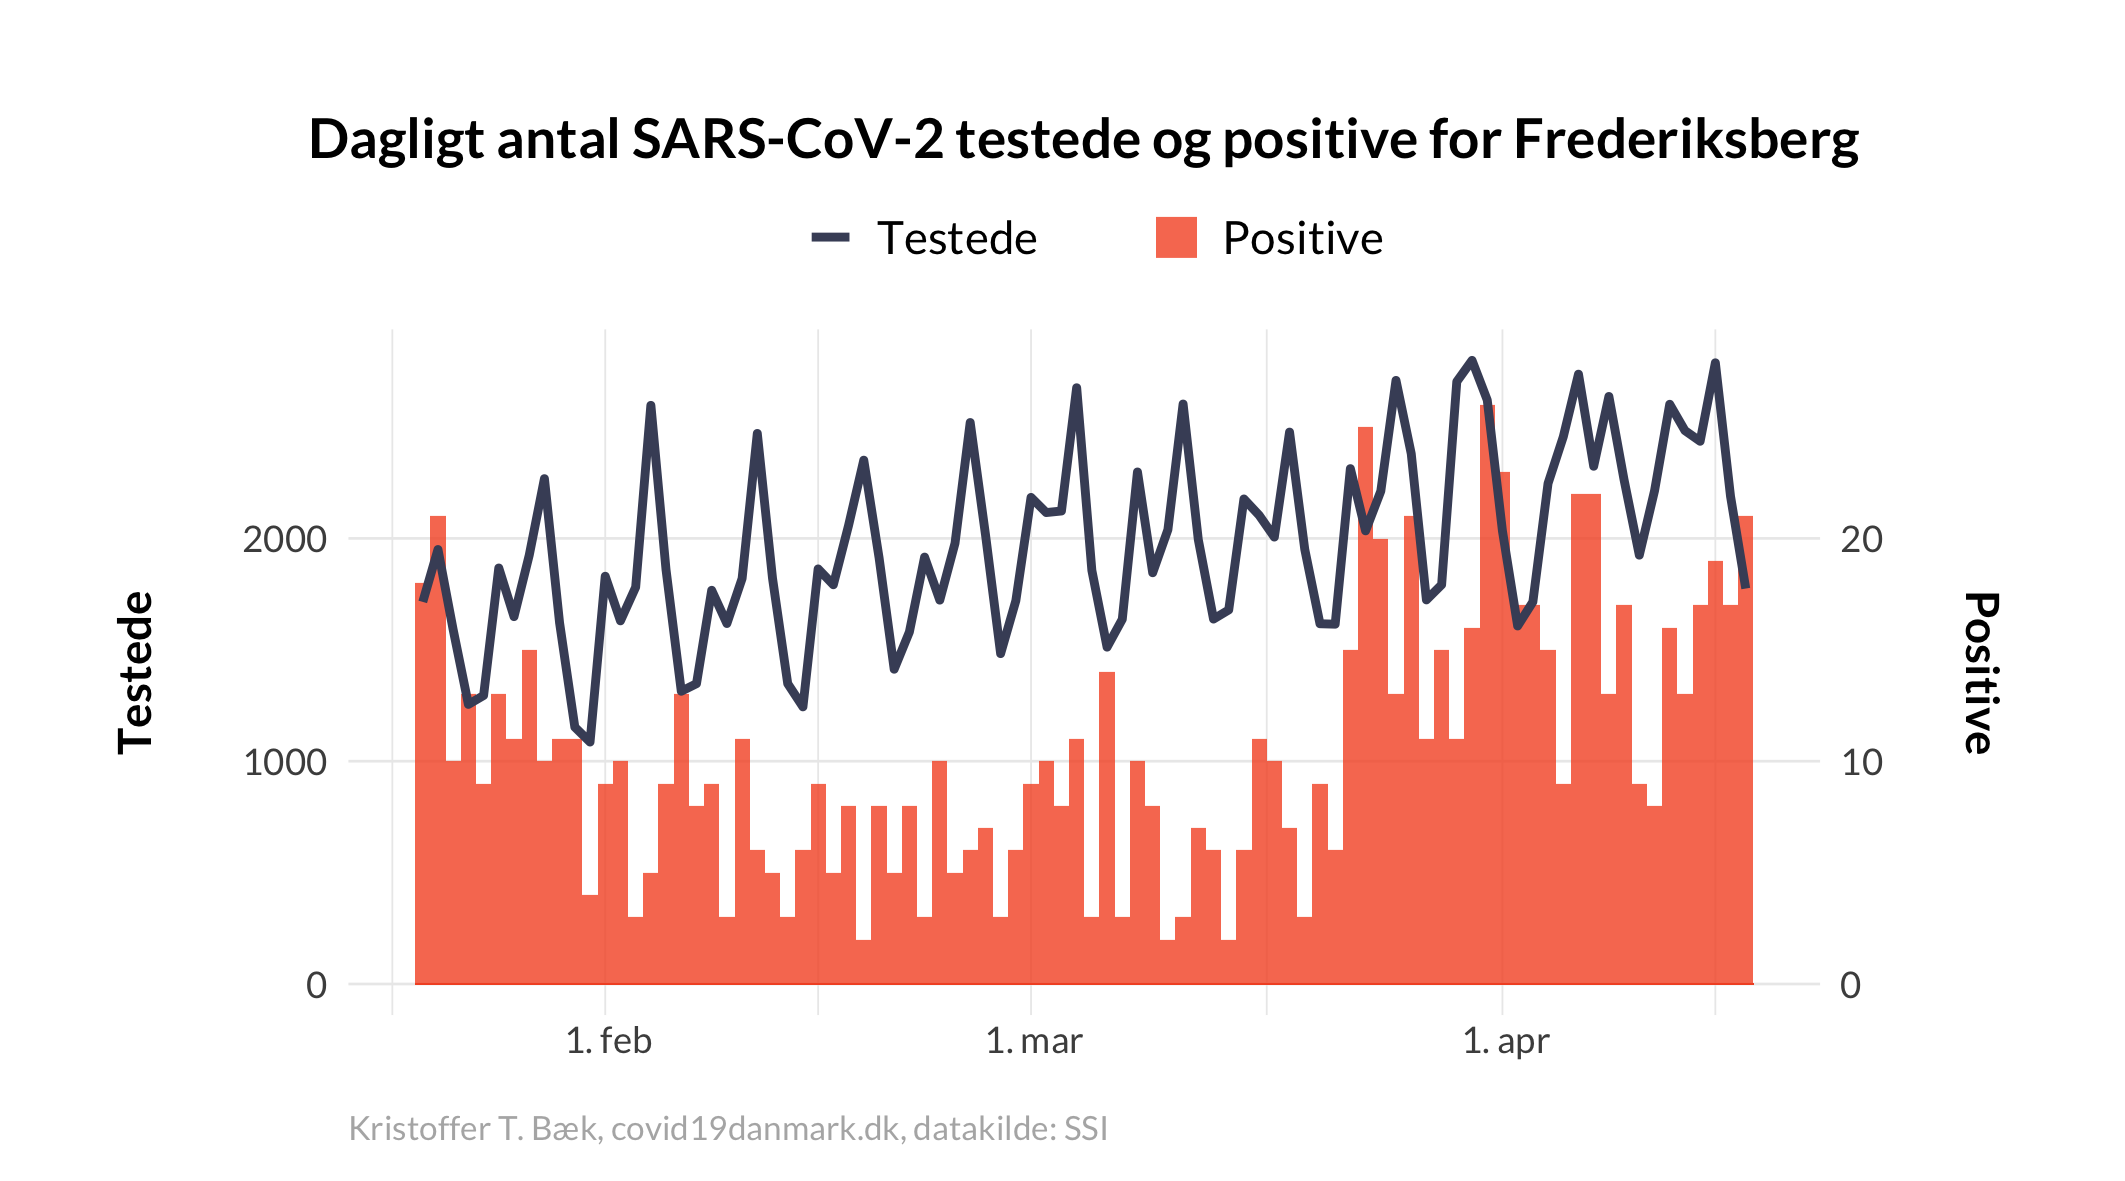 Dagligt antal SARS-CoV-2 testede og positive for Frederiksberg
Testede
Positive
2000
1000
0
Testede
20
10
0
Positive
1. feb
1. mar
1. apr
Kristoffer T. Bæk, covid19danmark.dk, datakilde: SSI